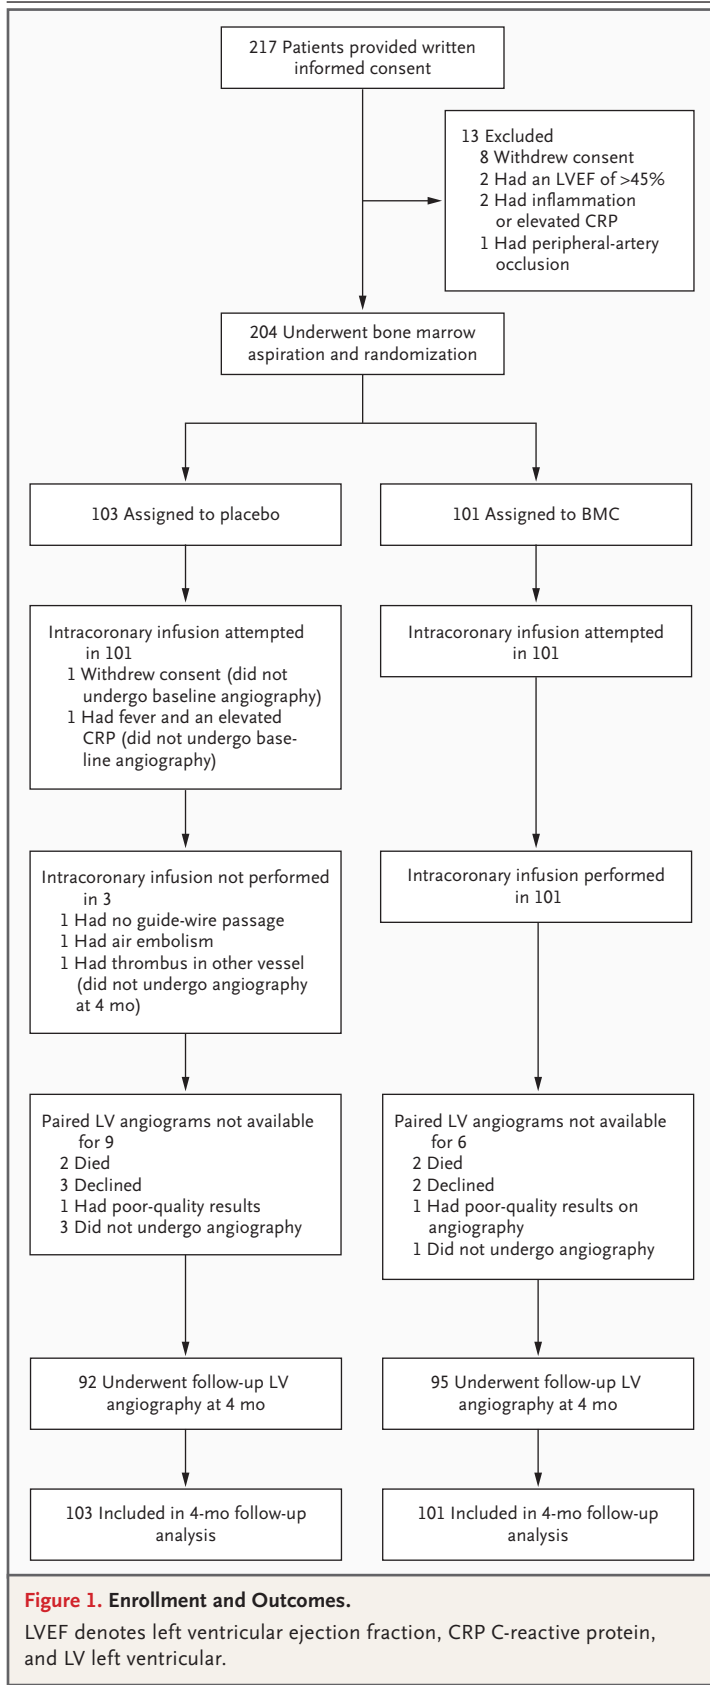 217 Patients provided written
informed consent
13 Excluded
8 Withdrew consent
2 Had an LVEF of >45%
2 Had inflammation
or elevated CRP
1 Had peripheral-artery
occlusion
204 Underwent bone marrow
aspiration and randomization
103 Assigned to placebo
101 Assigned to BMC
Intracoronary infusion attempted
in 101
1 Withdrew consent (did not
undergo baseline angiography)
1 Had fever and an elevated
CRP (did not undergo base-
line angiography)
Intracoronary infusion attempted
in 101
Intracoronary infusion not performed
in 3
1 Had no guide-wire passage
1 Had air embolism
1 Had thrombus in other vessel
(did not undergo angiography
at 4 mo)
Intracoronary infusion performed
in 101
Paired LV angiograms not available
for 9
2 Died
3 Declined
1 Had poor-quality results
3 Did not undergo angiography
Paired LV angiograms not available
for 6
2 Died
2 Declined
1 Had poor-quality results on
angiography
1 Did not undergo angiography
92 Underwent follow-up LV
angiography at 4 mo
95 Underwent follow-up LV
angiography at 4 mo
103 Included in 4-mo follow-up
analysis
101 Included in 4-mo follow-up
analysis
Figure 1. Enrollment and Outcomes.
LVEF denotes left ventricular ejection fraction, CRP C-reactive protein,
and LV left ventricular.